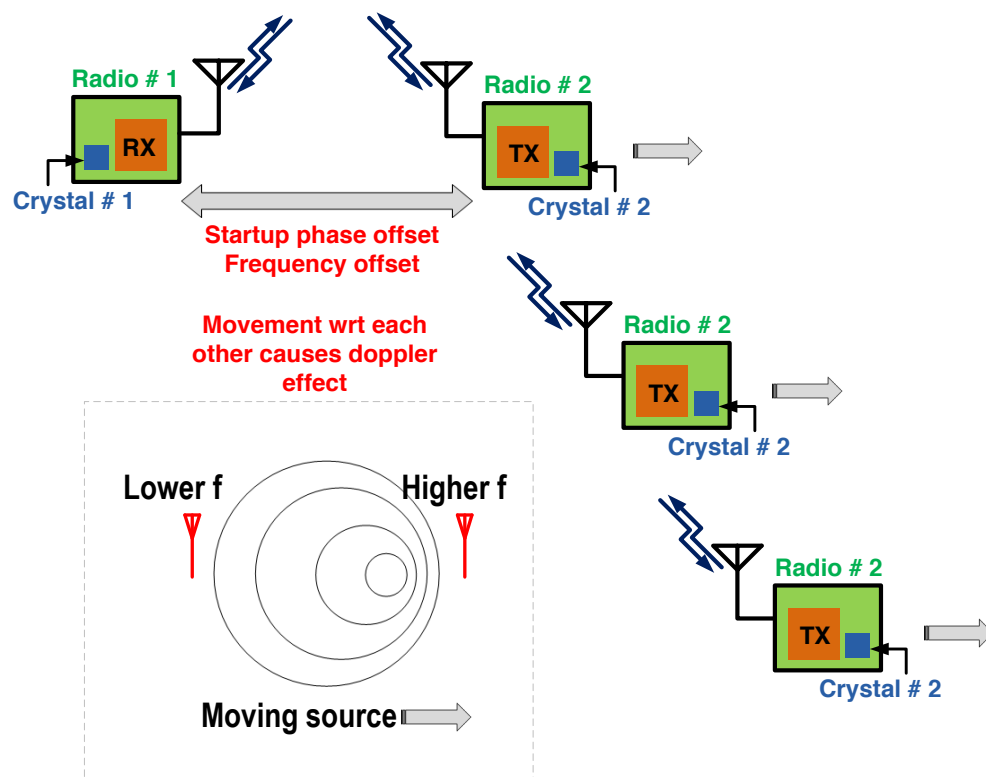 Radio # 1
RX
Crystal # 1
Radio # 2
TX
Crystal # 2
Startup phase offset
Frequency offset
Movement wrt each
other causes doppler
effect
Radio # 2
TX
Crystal # 2
Lower f
Higher f
Moving source
Radio # 2
TX
Crystal # 2